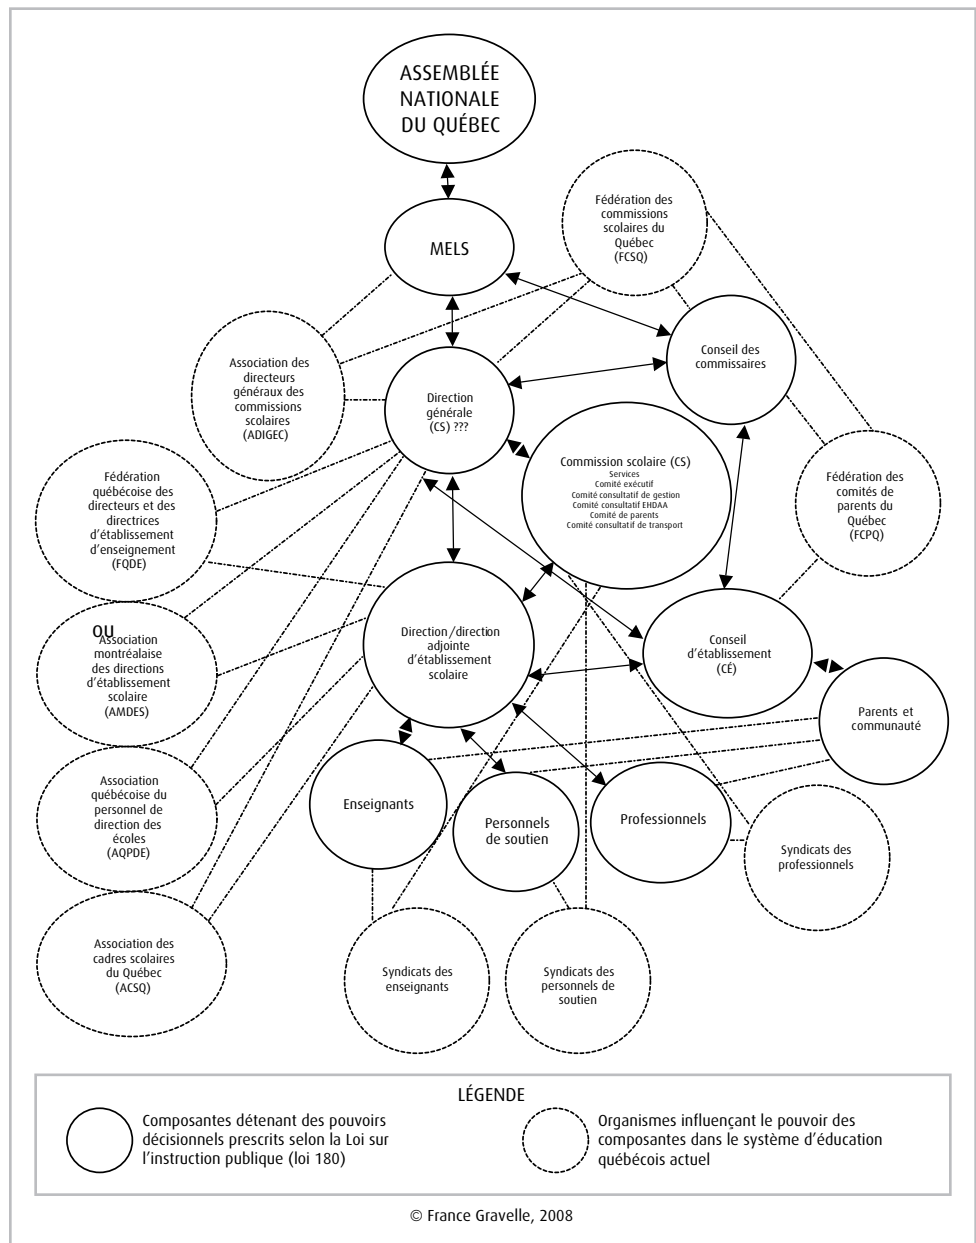 ASSEMBLÉE
NATIONALE
DU QUÉBEC
MELS
Fédération des
commissions
scolaires du
Québec
(FCSQ)
Association des
directeurs
généraux des
commissions
scolaires
(ADIGEC)
Direction
générale
(CS) ???
Conseil des
commissaires
Commission scolaire (CS)
Services
Comité exécutif
Comité consultatif de gestion
Comité consultatif EHDAA
Comité de parents
Comité consultatif de transport
Fédération des
comités de
parents du
Québec
(FCPQ)
Fédération
québécoise des
directeurs et des
directrices
d'établissement
d'enseignement
(FQDE)
OU
Association
montréalaise
des directions
d'établissement
scolaire
(AMDES)
Direction/direction
adjointe
d'établissement
scolaire
Conseil
d'établissement
(CÉ)
Parents et
communauté
Association
québécoise du
personnel de
direction des
écoles
(AQPDE)
Enseignants
Personnels
de soutien
Professionnels
Syndicats des
professionnels
Association des
cadres scolaires
du Québec
(ACSQ)
Syndicats des
enseignants
Syndicats des
personnels de
soutien
LÉGENDE
Composantes détenant des pouvoirs
décisionnels prescrits selon la Loi sur
l'instruction publique (loi 180)
Organismes influençant le pouvoir des
composantes dans le système d'éducation
québécois actuel
© France Gravelle, 2008